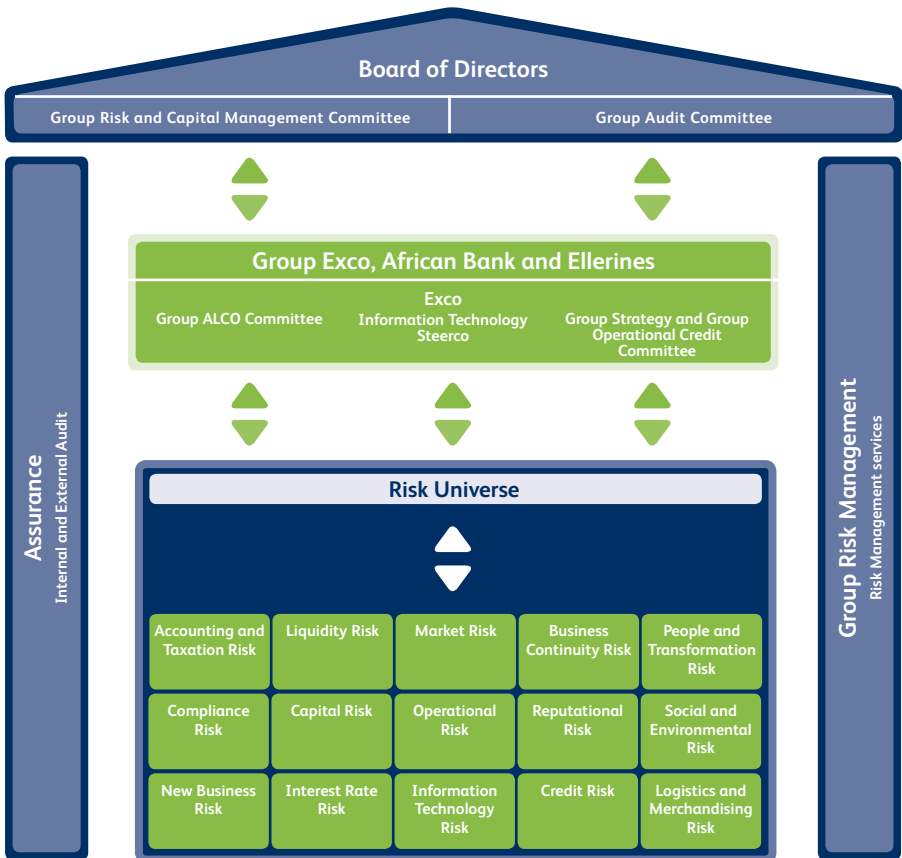 Board of Directors
Group Risk and Capital Management Committee
Group Audit Committee
Assurance
Internal and External Audit
Group Exco, African Bank and Ellerines
Exco
Group ALCO Committee
Information Technology
Steerco
Group Strategy and Group
Operational Credit
Committee
Group Risk Management
Risk Management services
Risk Universe
Accounting and
Taxation Risk
Liquidity Risk
Market Risk
Business
Continuity Risk
People and
Transformation
Risk
Compliance
Risk
Capital Risk
Operational
Risk
Reputational
Risk
Social and
Environmental
Risk
New Business
Risk
Interest Rate
Risk
Information
Technology
Risk
Credit Risk
Logistics and
Merchandising
Risk